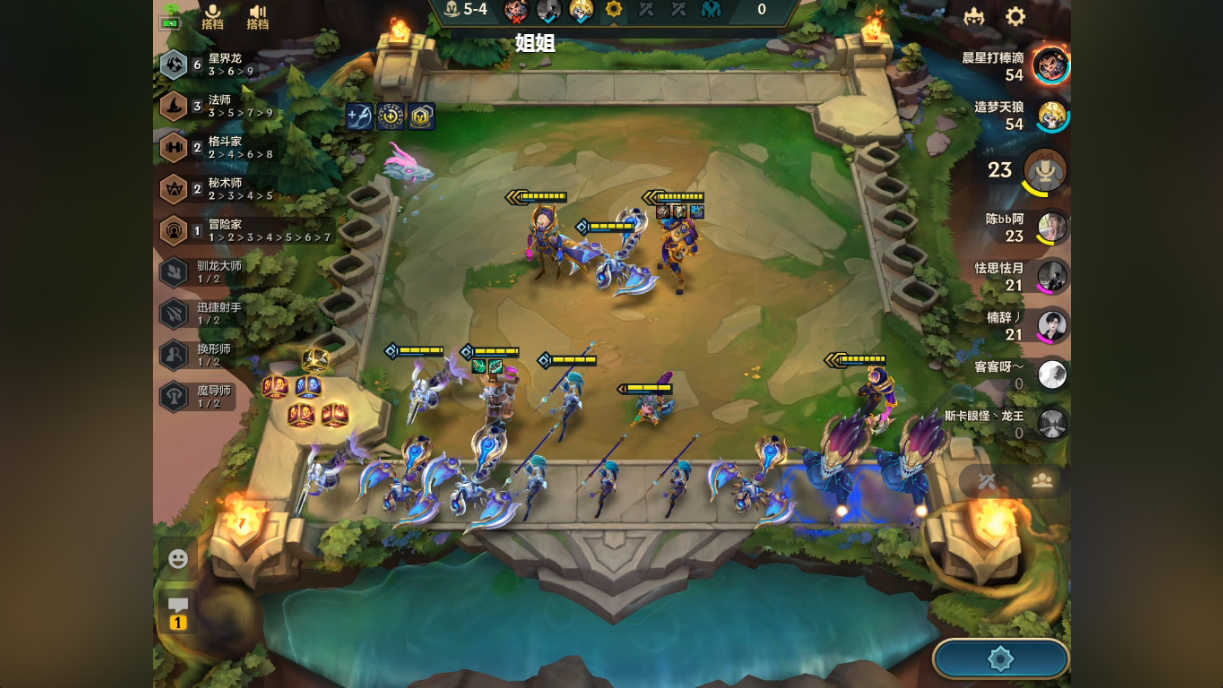 5-4
0
姐姐
搭档
搭档
6
星界龙
3 > 6 > 9
3
法师
3 > 5 > 7 > 9
2
格斗家
2 > 4 > 6 > 8
2
秘术师
2 > 3 > 4 > 5
1
冒险家
1 > 2 > 3 > 4 > 5 > 6 > 7
驯龙大师
1 / 2
迅捷射手
1 / 2
换形师
1 / 2
魔导师
1 / 2
晨星打棒滴
54
造梦天狼
54
23
陈bb阿
23
怯思怯月
21
楠辞丿
21
客客呀～
0
斯卡眼怪丶龙王
0
1